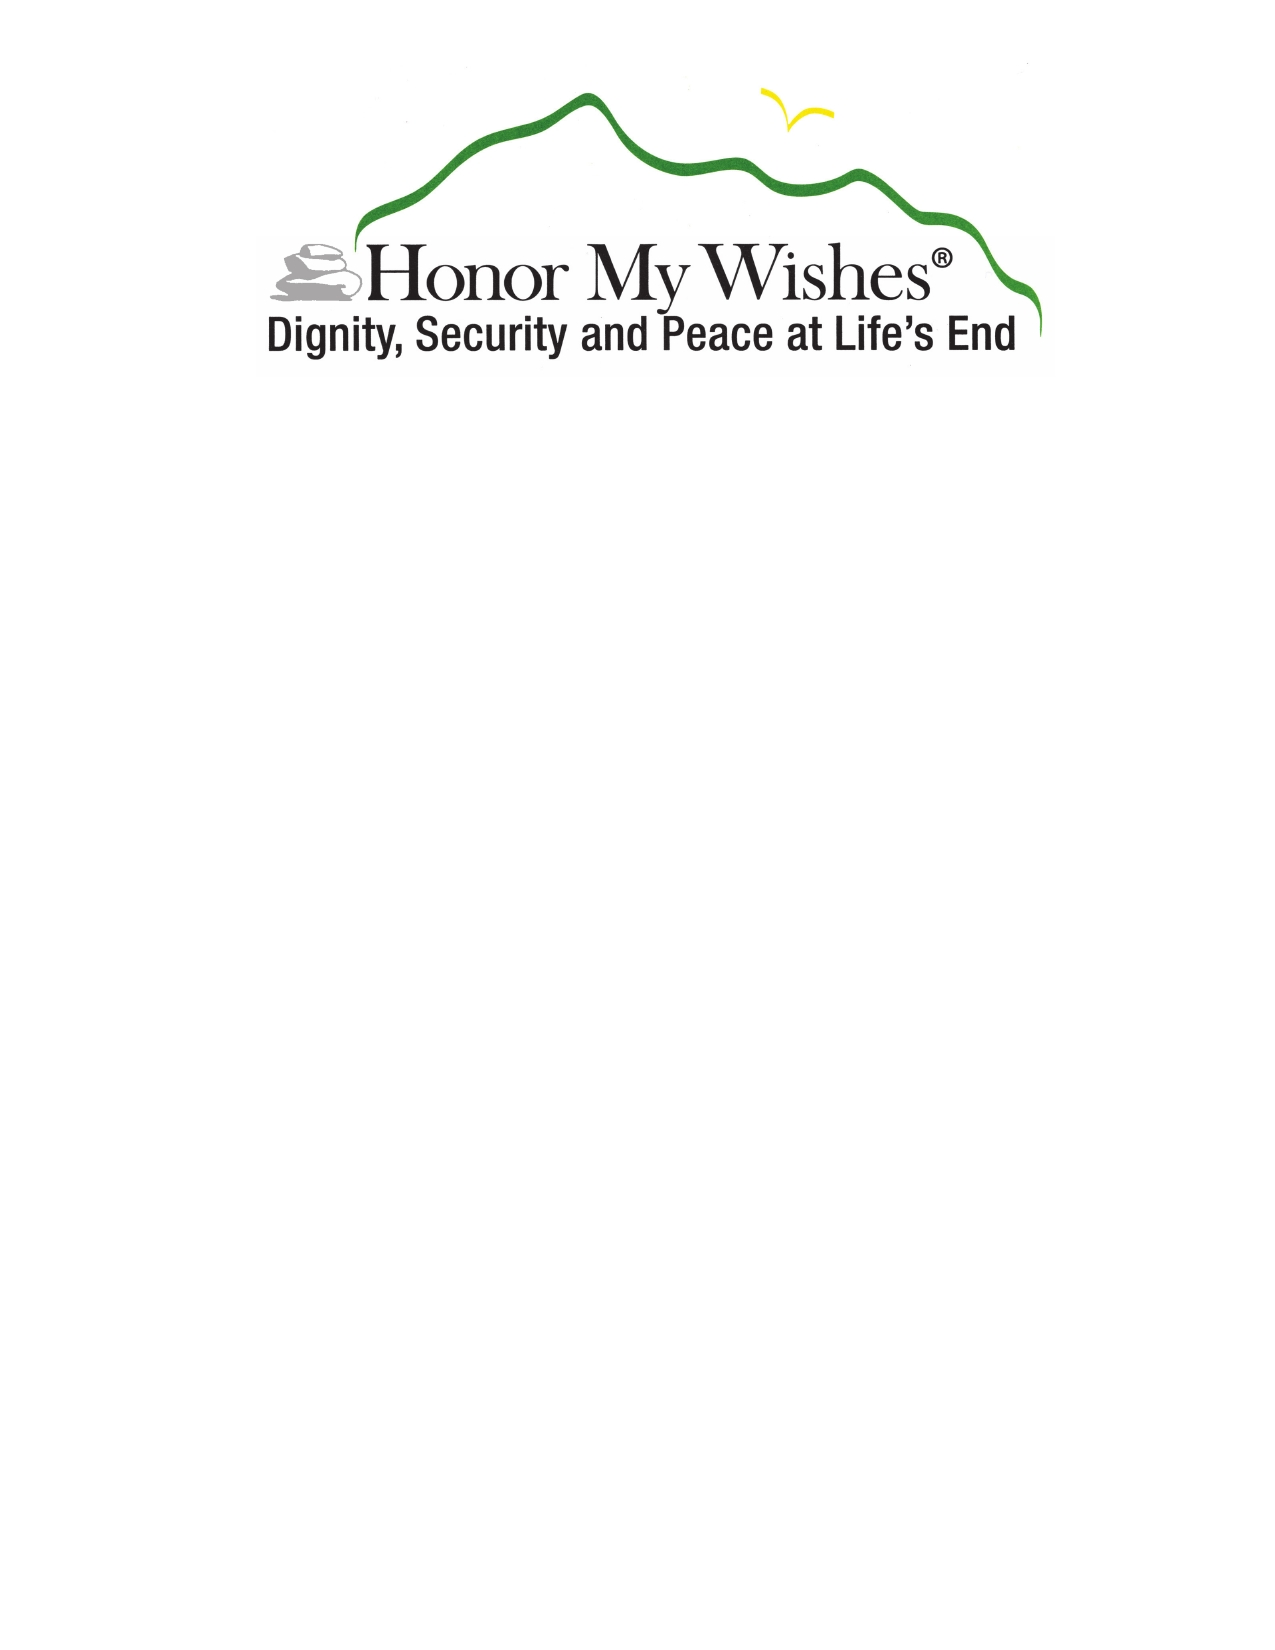 Honor My Wishes®
Dignity, Security and Peace at Life’s End